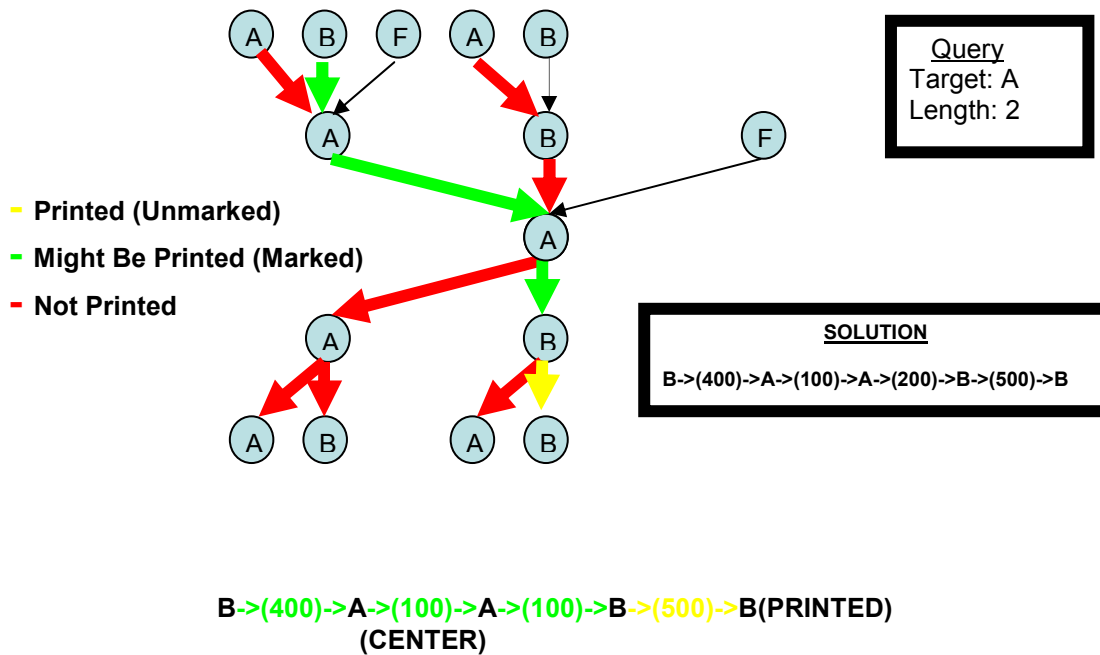 A B F A B
Query
Target: A
Length: 2
A B F
- Printed (Unmarked)
A
- Might Be Printed (Marked)
- Not Printed
A B
SOLUTION
B->(400)->A->(100)->A->(200)->B->(500)->B
A B A B
B->(400)->A->(100)->A->(100)->B->(500)->B(PRINTED)
(CENTER)